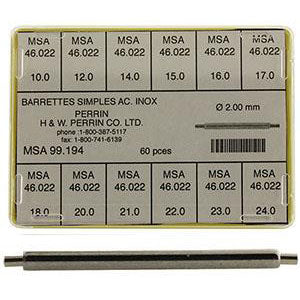 MSA MSA MSA MSA MSA MSA
46.022 46.022 46.022 46.022 46.022 46.022
10.0 12.0 14.0 15.0 16.0 17.0
BARRETTES SIMPLES AC. INOX
PERRIN
H & W. PERRIN CO. LTD.
phone :1-800-387-5117
fax :1-800-741-6139
Ø 2.00 mm
MSA 99.194 60 pces
MSA MSA MSA MSA MSA MSA
46.022 46.022 46.022 46.022 46.022 46.022
18.0 20.0 21.0 22.0 23.0 24.0